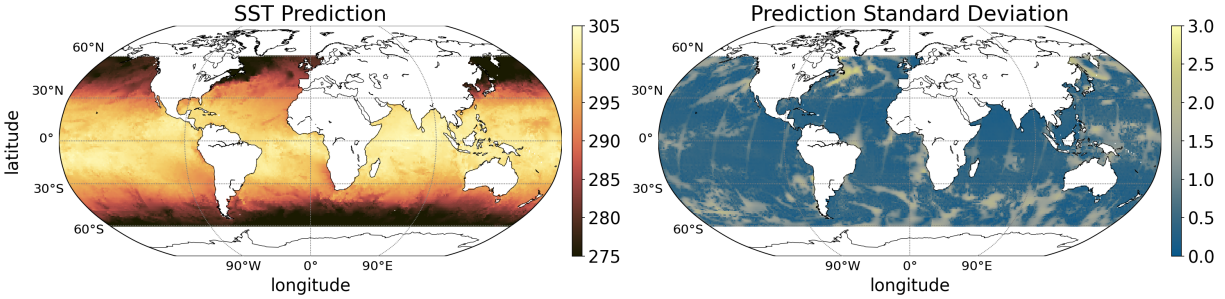 SST Prediction
latitude
60°N
30°N
0°
30°S
60°S
90°W 0° 90°E
longitude
305
300
295
290
285
280
275
Prediction Standard Deviation
60°N
30°N
0°
30°S
60°S
90°W 0° 90°E
longitude
3.0
2.5
2.0
1.5
1.0
0.5
0.0